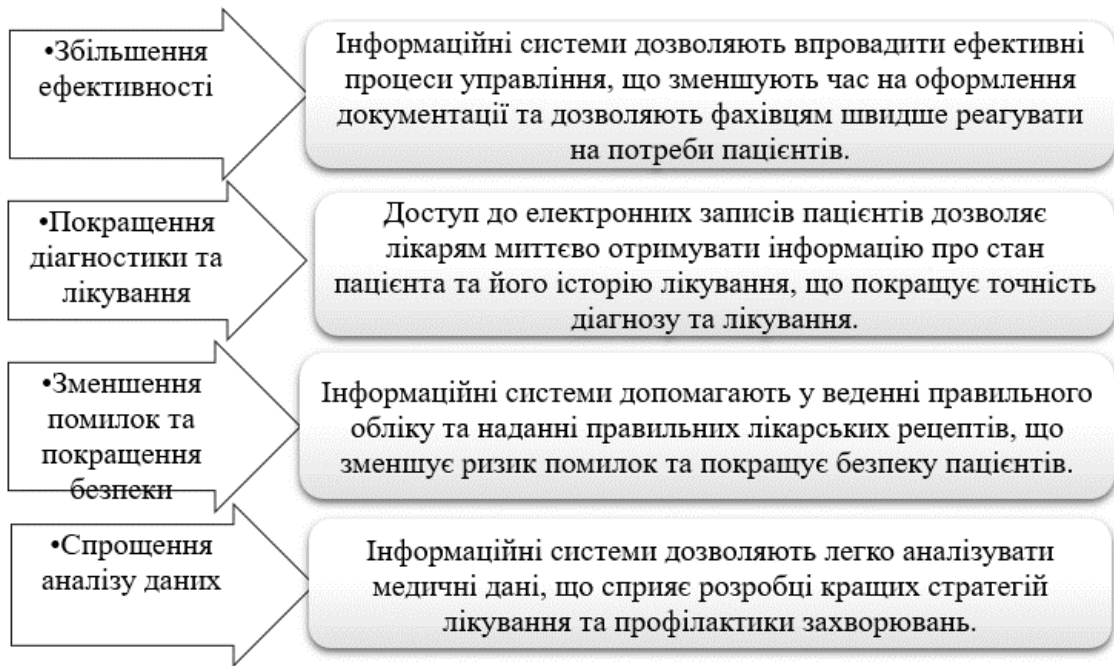 •Збільшення
ефективності
Інформаційні системи дозволяють впровадити ефективні
процеси управління, що зменшують час на оформлення
документації та дозволяють фахівцям швидше реагувати
на потреби пацієнтів.
•Покращення
діагностики та
лікування
Доступ до електронних записів пацієнтів дозволяє
лікарям миттєво отримувати інформацію про стан
пацієнта та його історію лікування, що покращує точність
діагнозу та лікування.
•Зменшення
помилок та
покращення
безпеки
Інформаційні системи допомагають у веденні правильного
обліку та наданні правильних лікарських рецептів, що
зменшує ризик помилок та покращує безпеку пацієнтів.
•Спрощення
аналізу даних
Інформаційні системи дозволяють легко аналізувати
медичні дані, що сприяє розробці кращих стратегій
лікування та профілактики захворювань.